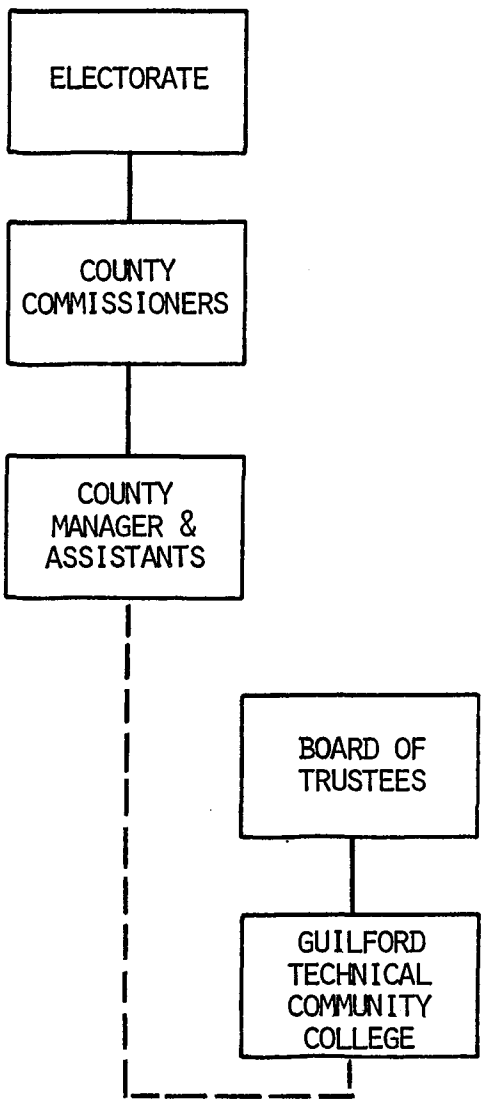 ELECTORATE
COUNTY
COMMISSIONERS
COUNTY
MANAGER &
ASSISTANTS
BOARD OF
TRUSTEES
GUILFORD
TECHNICAL
COMMUNITY
COLLEGE